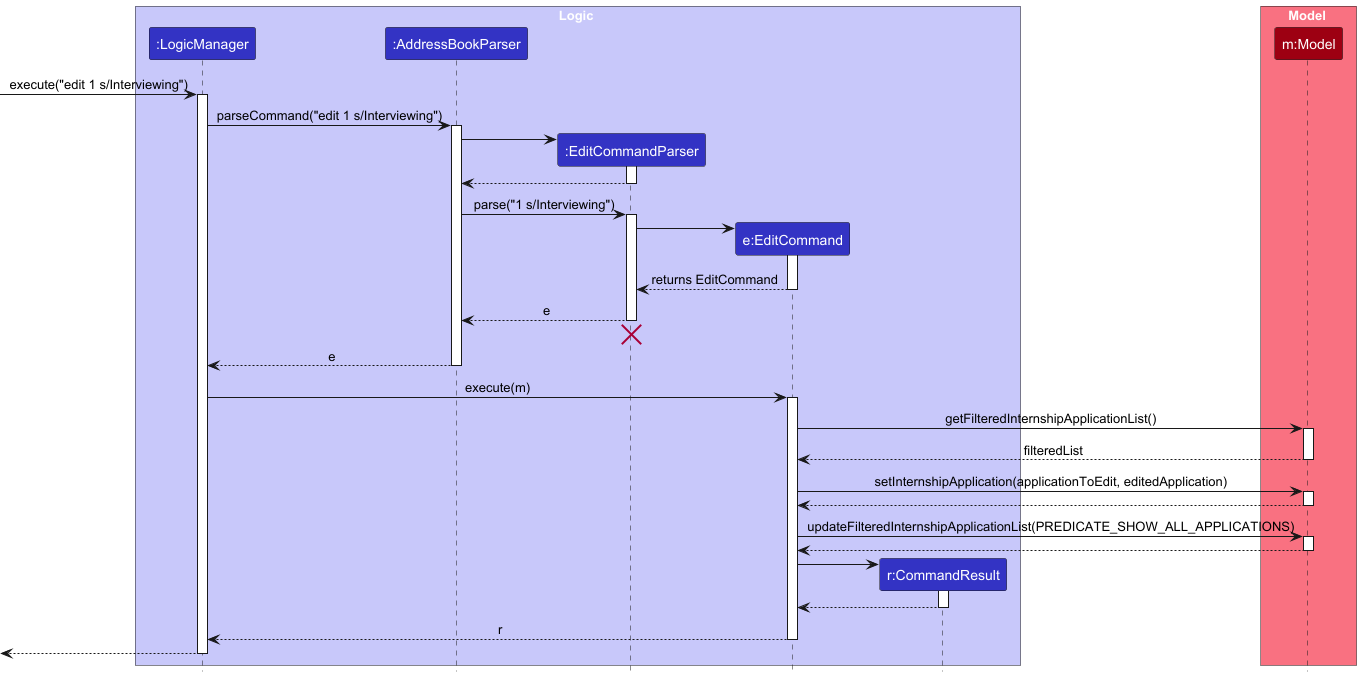 Logic
Model
:LogicManager
:AddressBookParser
m:Model
execute("edit 1 s/Interviewing")
parseCommand("edit 1 s/Interviewing")
:EditCommandParser
parse("1 s/Interviewing")
e:EditCommand
returns EditCommand
e
e
execute(m)
getFilteredInternshipApplicationList()
filteredList
setInternshipApplication(applicationToEdit, editedApplication)
updateFilteredInternshipApplicationList(PREDICATE_SHOW_ALL_APPLICATIONS)
r:CommandResult
r